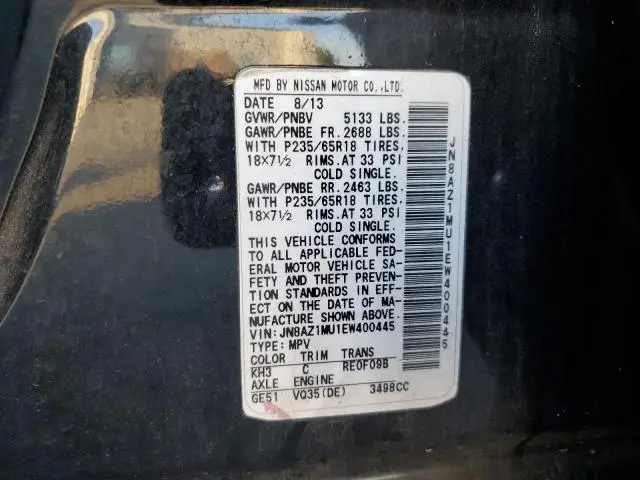 MFD BY NISSAN MOTOR CO.,LTD.
DATE 8/13
GVWR/PNBV 5133 LBS.
GAWR/PNBE FR. 2688 LBS.
WITH P235/65R18 TIRES,
18×7½ RIMS.AT 33 PSI
COLD SINGLE.
GAWR/PNBE RR. 2463 LBS.
WITH P235/65R18 TIRES,
18×7½ RIMS.AT 33 PSI
COLD SINGLE.
THIS VEHICLE CONFORMS
TO ALL APPLICABLE FED-
ERAL MOTOR VEHICLE SA-
FETY AND THEFT PREVEN-
TION STANDARDS IN EFF-
ECT ON THE DATE OF MA-
NUFACTURE SHOWN ABOVE.
VIN: JN8AZ1MU1EW400445
TYPE: MPV
COLOR TRIM TRANS
KH3 C RE0F09B
AXLE ENGINE
GE51 VQ35(DE) 3498CC
JN8AZ1MU1EW400445